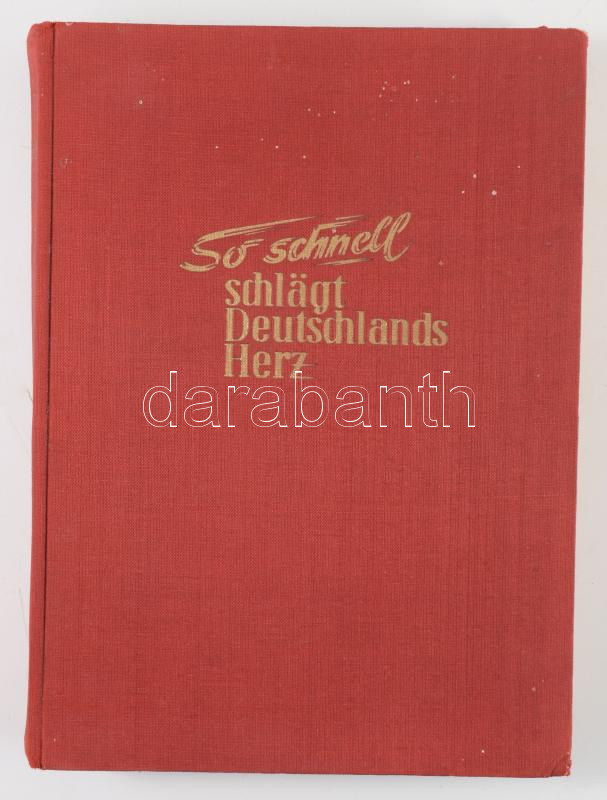 So schnell
schlägt
Deutschlands
Herz
darabanth